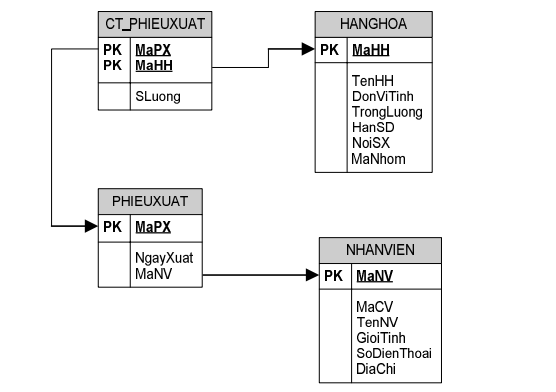 CT_PHIEUXUAT
PK MaPX
PK MaHH
SLuong
HANGHOA
PK MaHH
TenHH
DonViTinh
TrongLuong
HanSD
NoiSX
MaNhom
PHIEUXUAT
PK MaPX
NgayXuat
MaNV
NHANVIEN
PK MaNV
MaCV
TenNV
GioiTinh
SoDienThoai
DiaChi